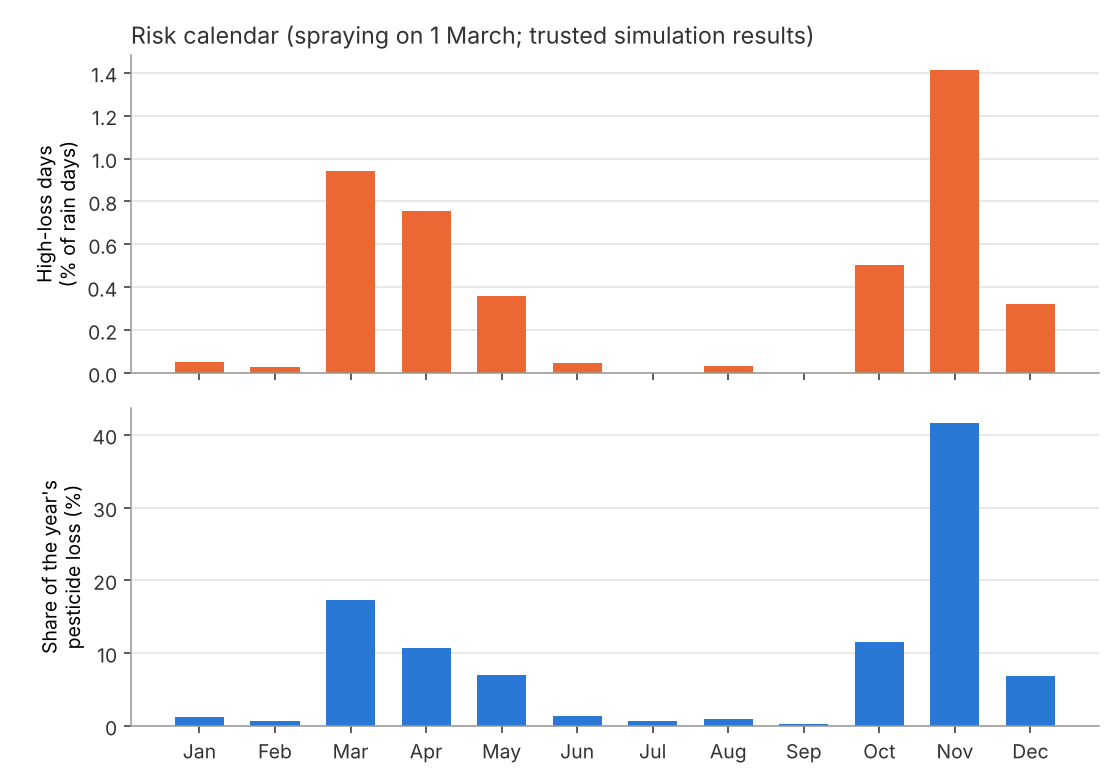 Risk calendar (spraying on 1 March; trusted simulation results)
High-loss days
(% of rain days)
1.4
1.2
1.0
0.8
0.6
0.4
0.2
0.0
Share of the year's
pesticide loss (%)
40
30
20
10
0
Jan Feb Mar Apr May Jun Jul Aug Sep Oct Nov Dec